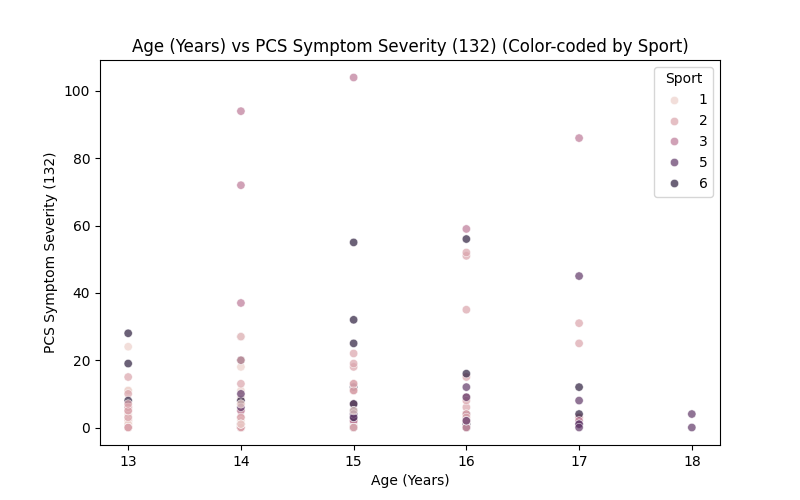 Age (Years) vs PCS Symptom Severity (132) (Color-coded by Sport)
Sport
1
2
3
5
6
PCS Symptom Severity (132)
100
80
60
40
20
0
13 14 15 16 17 18
Age (Years)